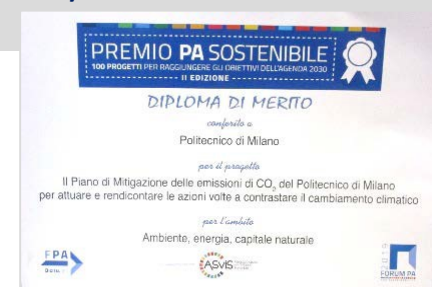 PREMIO PA SOSTENIBILE
100 PROGETTI PER RAGGIUNGERE GLI OBIETTIVI DELL'AGENDA 2030
II EDIZIONE
DIPLOMA DI MERITO
conferito a
Politecnico di Milano
per il progetto
Il Piano di Mitigazione delle emissioni di CO2 del Politecnico di Milano
per attuare e rendicontare le azioni volte a contrastare il cambiamento climatico
per l'ambito
Ambiente, energia, capitale naturale
FPA
ASviS
2019
FORUM PA